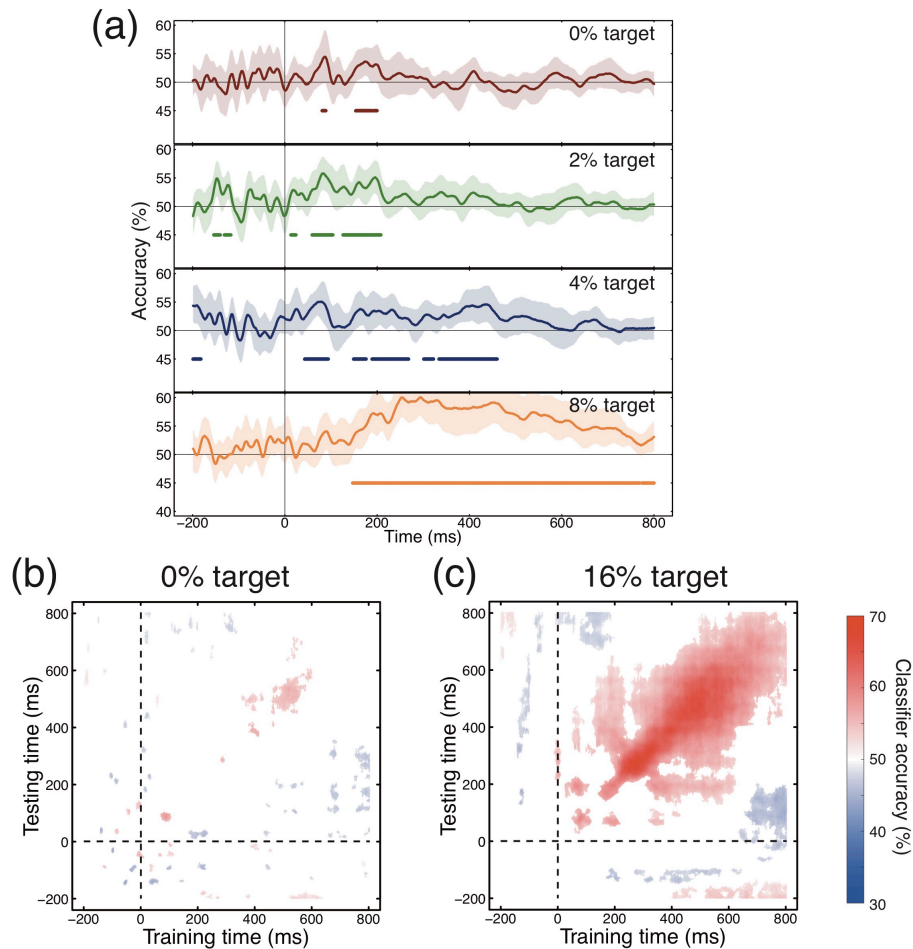 (a)
0% target
60
55
50
45
2% target
60
55
50
45
4% target
60
55
50
45
8% target
60
55
50
45
40
Accuracy (%)
−200 0 200 400 600 800
Time (ms)
(b) 0% target
800
600
400
200
0
−200
Testing time (ms)
−200 0 200 400 600 800
Training time (ms)
(c) 16% target
800
600
400
200
0
−200
Testing time (ms)
−200 0 200 400 600 800
Training time (ms)
70
60
50
40
30
Classifier accuracy (%)